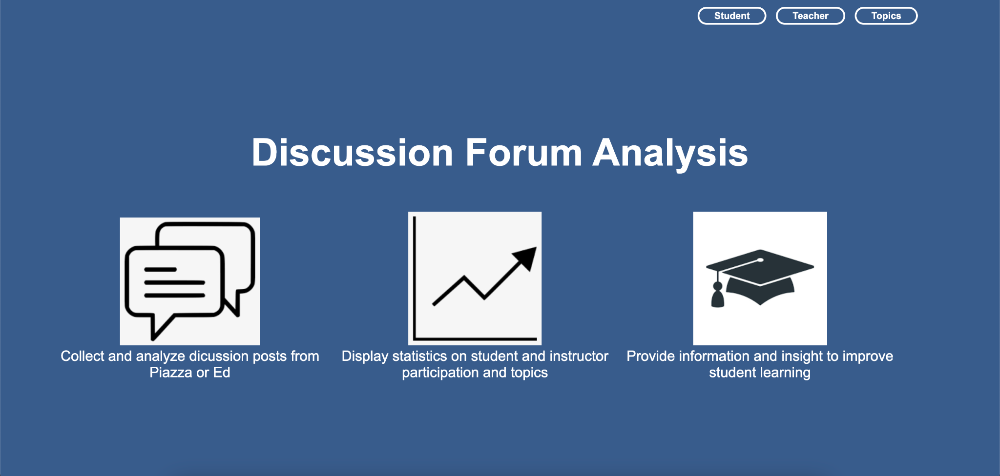 Student
Teacher
Topics
Discussion Forum Analysis
Collect and analyze dicussion posts from
Piazza or Ed
Display statistics on student and instructor
participation and topics
Provide information and insight to improve
student learning